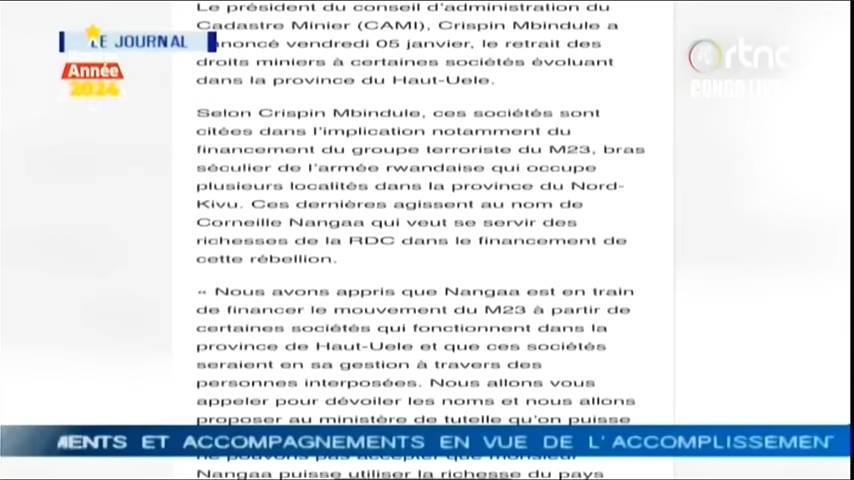 Le président du conseil d'administration du
Cadastre Minier (CAMI), Crispin Mbindule a
annoncé vendredi 05 janvier, le retrait des
droits miniers à certaines sociétés évoluant
dans la province du Haut-Uele.
LE JOURNAL
Année
2024
rtnc
CONGO
Selon Crispin Mbindule, ces sociétés sont
citées dans l'implication notamment du
financement du groupe terroriste du M23, bras
séculier de l'armée rwandaise qui occupe
plusieurs localités dans la province du Nord-
Kivu. Ces dernières agissent au nom de
Corneille Nangaa qui veut se servir des
richesses de la RDC dans le financement de
cette rébellion.
« Nous avons appris que Nangaa est en train
de financer le mouvement du M23 à partir de
certaines sociétés qui fonctionnent dans la
province de Haut-Uele et que ces sociétés
seraient en sa gestion à travers des
personnes interposées. Nous allons vous
appeler pour dévoiler les noms et nous allons
proposer au ministère de tutelle qu'on puisse
MENTS ET ACCOMPAGNEMENTS EN VUE DE L'ACCOMPLISSEMENT
ne pouvons pas accepter que monsieur
Nangaa puisse utiliser la richesse du pays